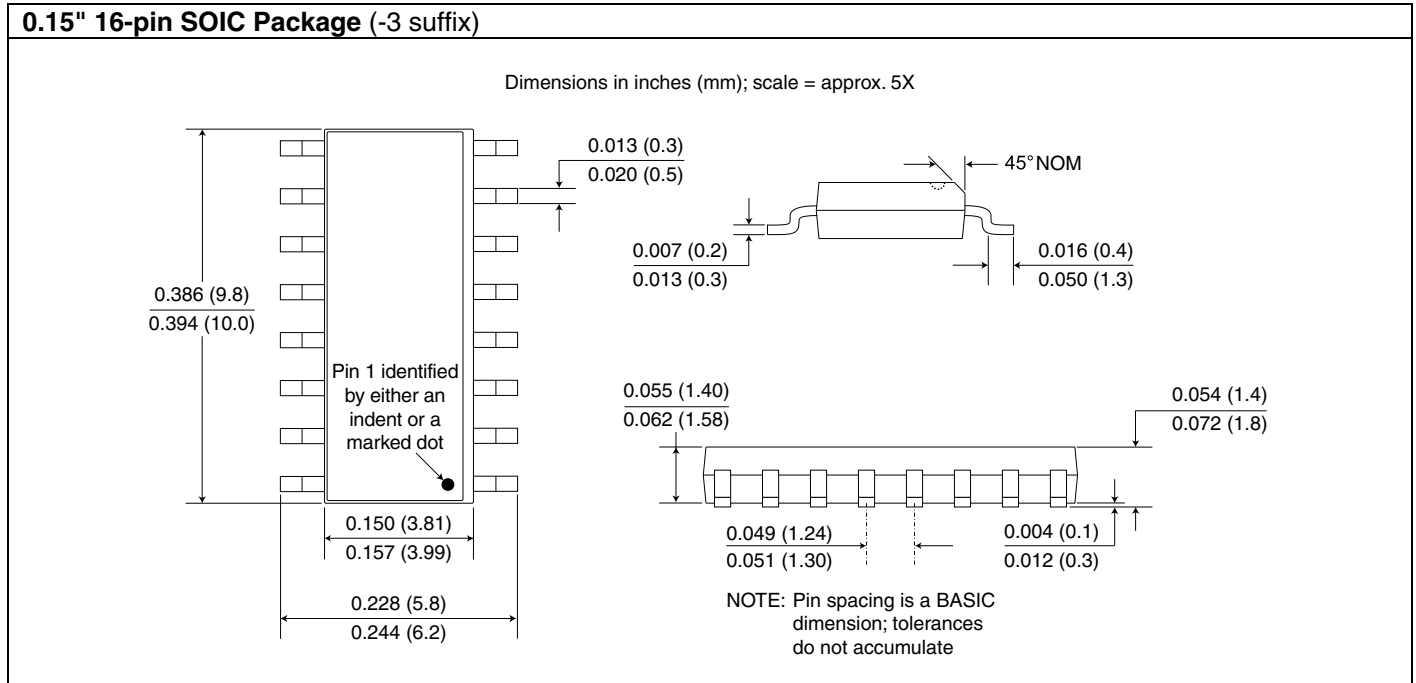 0.15" 16-pin SOIC Package (-3 suffix)
Dimensions in inches (mm); scale = approx. 5X
0.013 (0.3)
0.020 (0.5)
45° NOM
0.007 (0.2)
0.013 (0.3)
0.016 (0.4)
0.050 (1.3)
0.386 (9.8)
0.394 (10.0)
Pin 1 identified
by either an
indent or a
marked dot
0.055 (1.40)
0.062 (1.58)
0.054 (1.4)
0.072 (1.8)
0.150 (3.81)
0.157 (3.99)
0.049 (1.24)
0.051 (1.30)
0.004 (0.1)
0.012 (0.3)
0.228 (5.8)
0.244 (6.2)
NOTE: Pin spacing is a BASIC
dimension; tolerances
do not accumulate